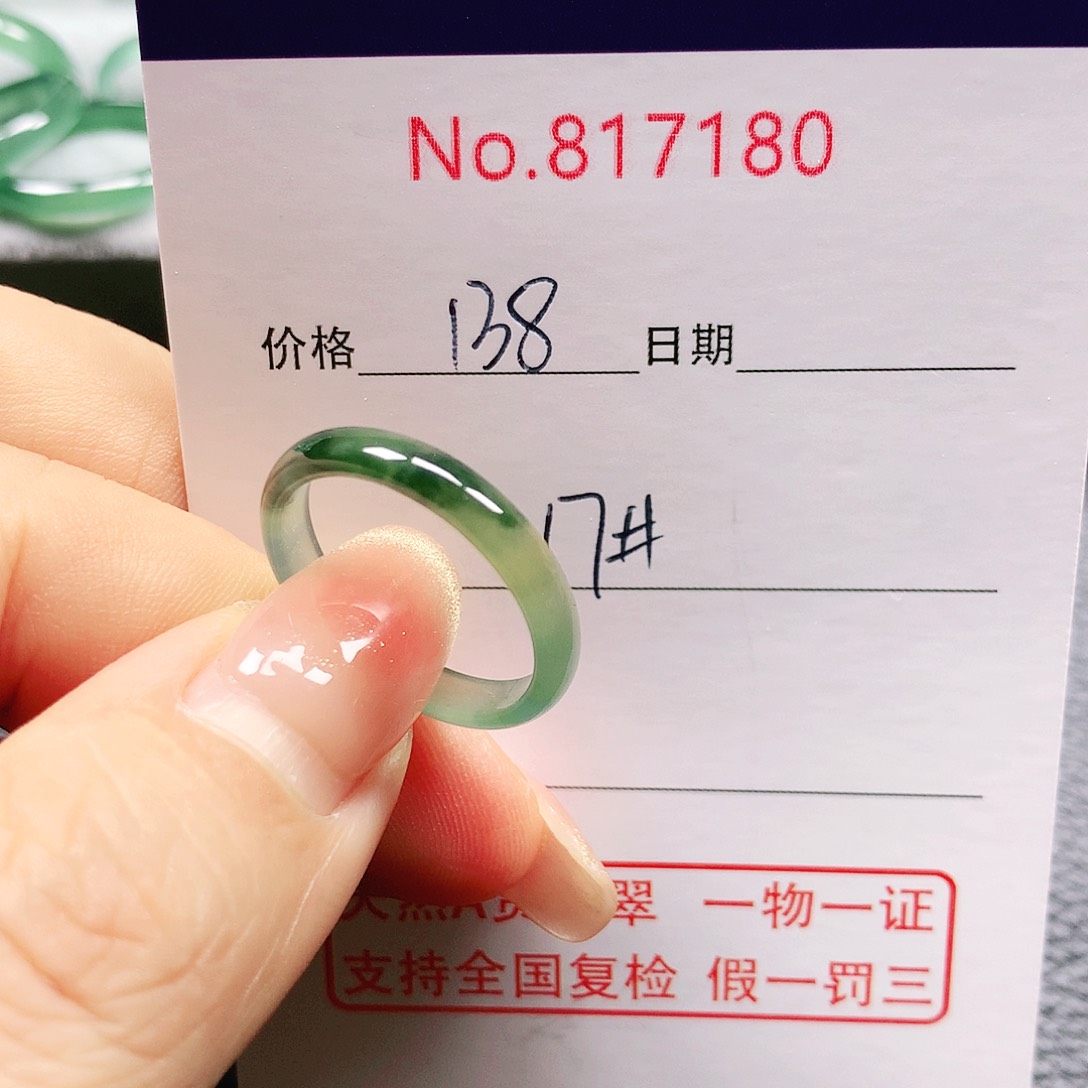 No.817180
价格 138 日期
17#
翠 一物一证
支持全国复检 假一罚三